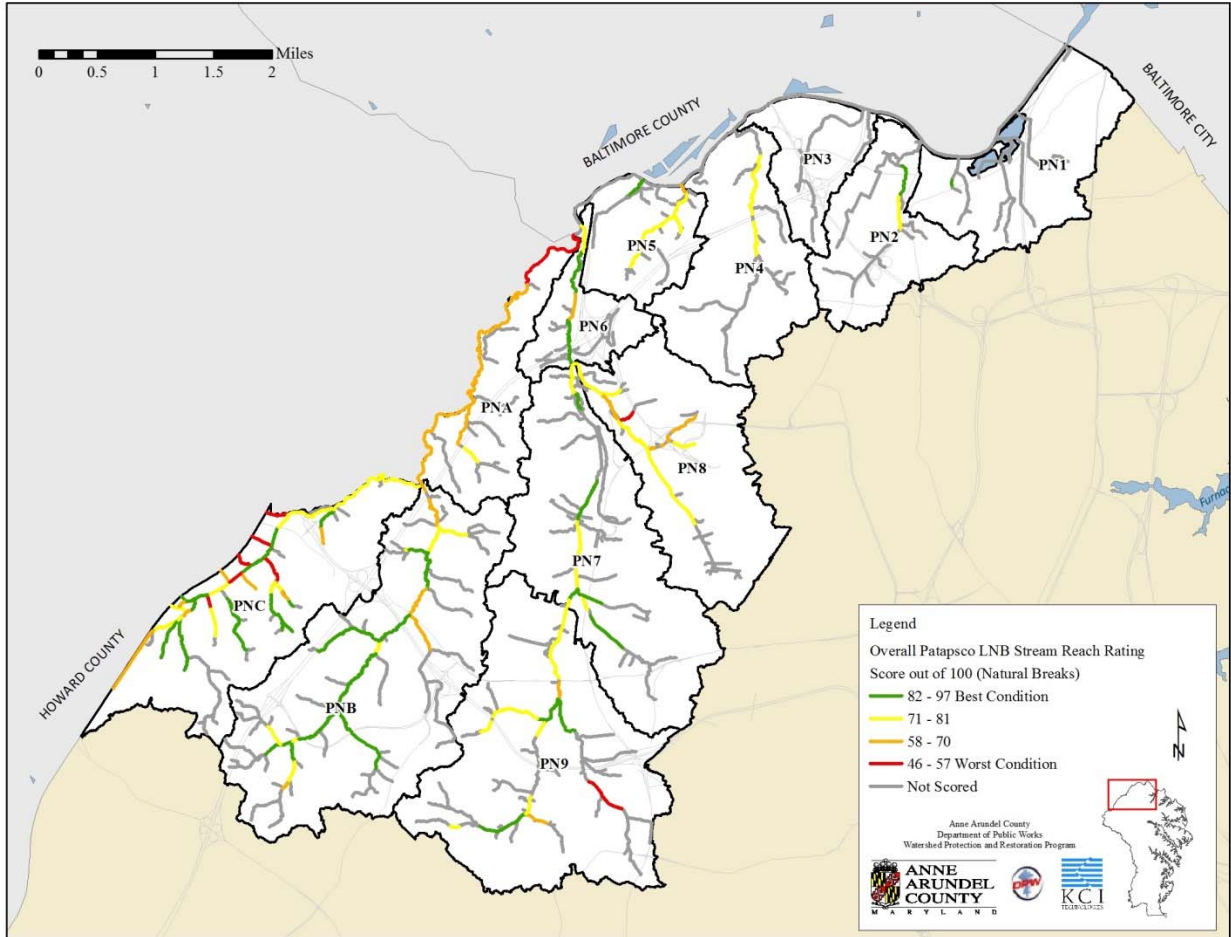 Miles
0 0.5 1 1.5 2
BALTIMORE COUNTY
BALTIMORE CITY
HOWARD COUNTY
PN1
PN3
PN2
PN5
PN4
PN6
PNA
PN8
PN7
PNC
PNB
PN9
Furnac
Legend
Overall Patapsco LNB Stream Reach Rating
Score out of 100 (Natural Breaks)
82 - 97 Best Condition
71 - 81
58 - 70
46 - 57 Worst Condition
Not Scored
N
Anne Arundel County
Department of Public Works
Watershed Protection and Restoration Program
ANNE
ARUNDEL
COUNTY
MARYLAND
DPW
KCI
TECHNOLOGIES